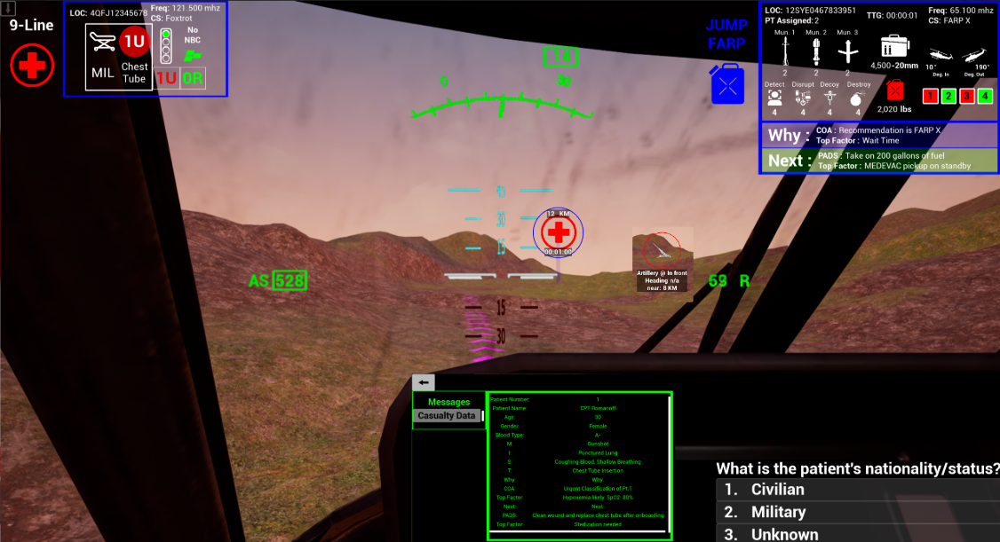 9-Line
LOC: 4QFJ12345678
Freq: 121.500 mhz
CS: Foxtrot
MIL
1U
Chest
Tube
No
NBC
1U
0R
14
0
30
JUMP
FARP
LOC: 12SYE0467833951
PT Assigned: 2
TTG: 00:00:01
Freq: 65.100 mhz
CS: FARP X
Mun. 1
Mun. 2
Mun. 3
2
2
2
4,500-20mm
10°
Deg. In
190°
Deg. Out
Detect
Disrupt
Decoy
Destroy
4
4
4
4
2,020 lbs
1
2
3
4
Why :
COA : Recommendation is FARP X
Top Factor : Wait Time
Next :
PADS : Take on 200 gallons of fuel
Top Factor : MEDEVAC pickup on standby
45
15
12 KM
00:01:00
Artillery @ In front
Heading n/a
near: 8 KM
AS 528
R
15
30
Messages
Casualty Data
Patient Number: 1
Patient Name: CPT Romanoff
Age: 30
Gender: Female
Blood Type: A-
M: Gunshot
I: Punctured Lung
S: Coughing Blood, Shallow Breathing
T: Chest Tube Insertion
Why: Why
COA Urgent Classification of Pt.1
Top Factor Hypoxemia likely. SpO2: 88%
Next: Next:
PADS: Clean wound and replace chest tube after onboarding.
Top Factor Sterilization needed
What is the patient's nationality/status?
1. Civilian
2. Military
3. Unknown